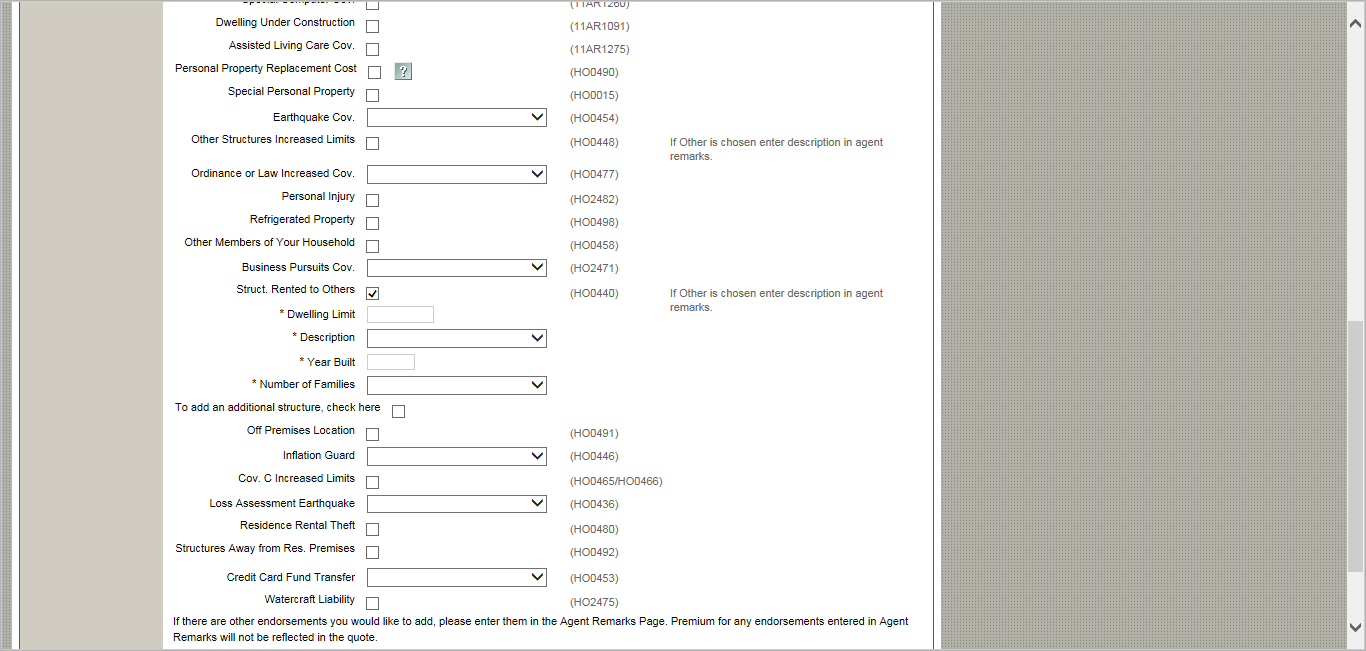 Special Computer Cov. (11AR1260)
Dwelling Under Construction (11AR1091)
Assisted Living Care Cov. (11AR1275)
Personal Property Replacement Cost ? (HO0490)
Special Personal Property (HO0015)
Earthquake Cov. (HO0454)
Other Structures Increased Limits (HO0448) If Other is chosen enter description in agent
remarks.
Ordinance or Law Increased Cov. (HO0477)
Personal Injury (HO2482)
Refrigerated Property (HO0498)
Other Members of Your Household (HO0458)
Business Pursuits Cov. (HO2471)
Struct. Rented to Others (HO0440) If Other is chosen enter description in agent
remarks.
* Dwelling Limit
* Description
* Year Built
* Number of Families
To add an additional structure, check here
Off Premises Location (HO0491)
Inflation Guard (HO0446)
Cov. C Increased Limits (HO0465/HO0466)
Loss Assessment Earthquake (HO0436)
Residence Rental Theft (HO0480)
Structures Away from Res. Premises (HO0492)
Credit Card Fund Transfer (HO0453)
Watercraft Liability (HO2475)
If there are other endorsements you would like to add, please enter them in the Agent Remarks Page. Premium for any endorsements entered in Agent
Remarks will not be reflected in the quote.